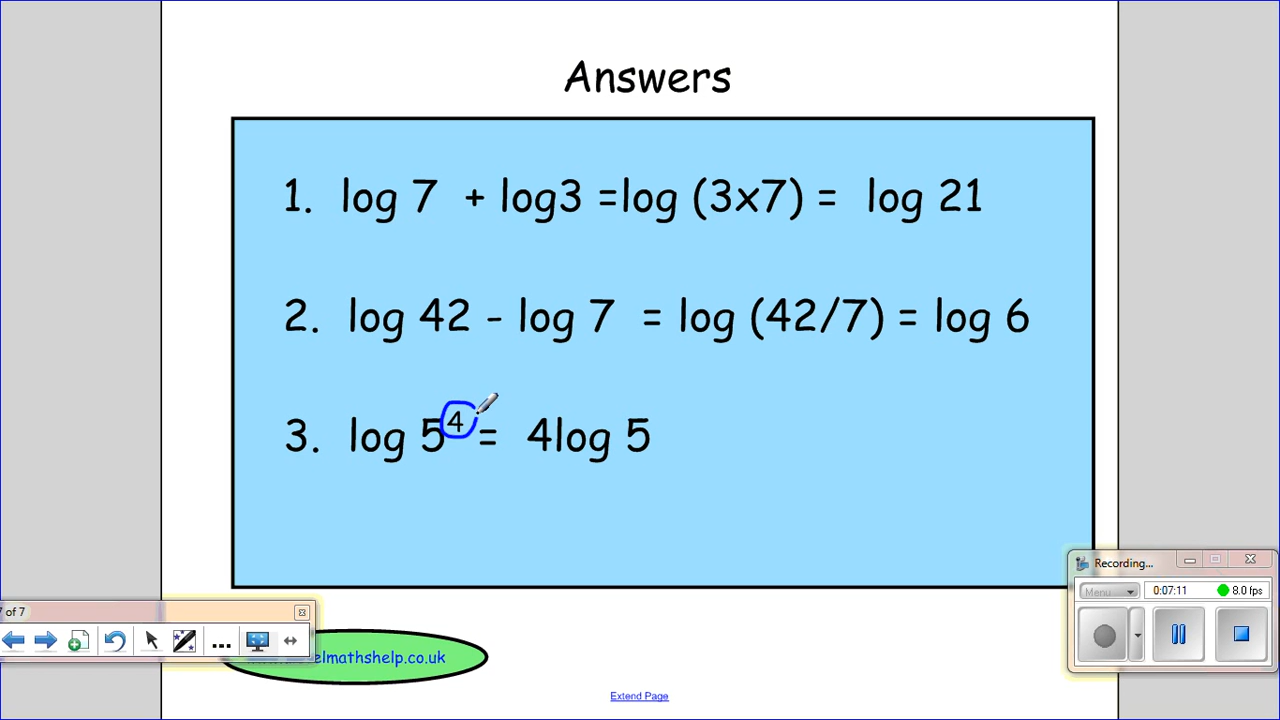 Answers
1. log 7 + log3 =log (3x7) = log 21
2. log 42 - log 7 = log (42/7) = log 6
3. log 5⁴ = 4log 5
Recording...
Menu
0:07:11
8.0 fps
7 of 7
elmathshelp.co.uk
Extend Page